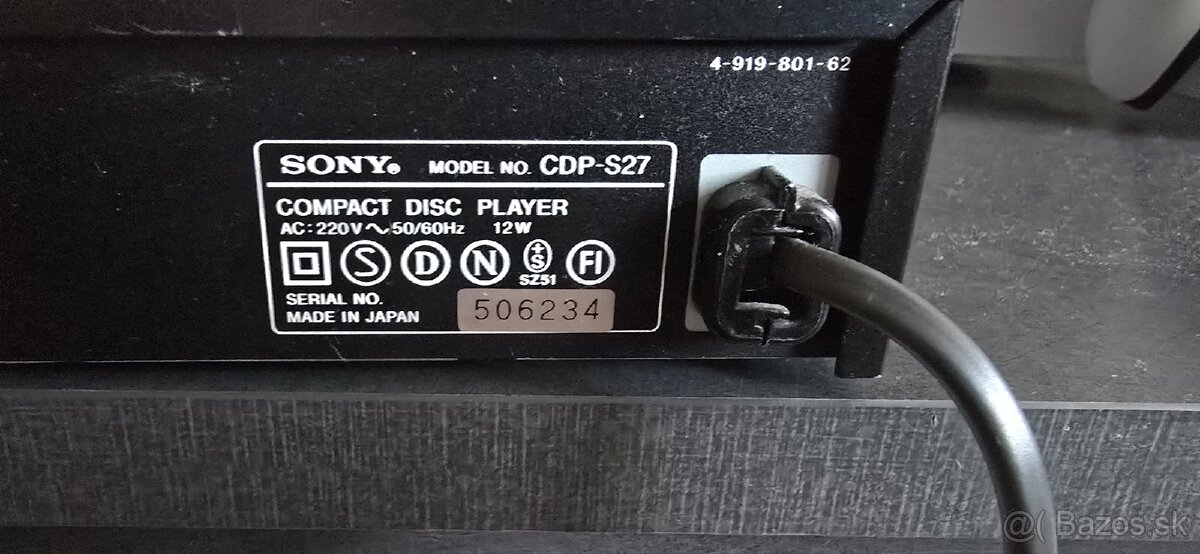 4-919-801-62
SONY® MODEL NO. CDP-S27
COMPACT DISC PLAYER
AC: 220V ~ 50/60Hz 12W
S D N +S FI
SZ51
SERIAL NO. 506234
MADE IN JAPAN
@( Bazos.sk